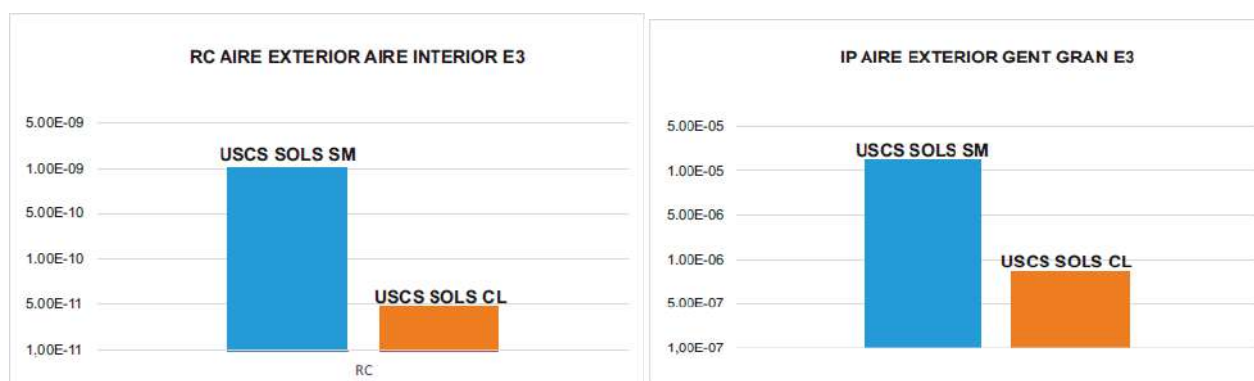 RC AIRE EXTERIOR AIRE INTERIOR E3
5.00E-09
USCS SOLS SM
1.00E-09
5.00E-10
1.00E-10
5.00E-11
USCS SOLS CL
1.00E-11
RC
IP AIRE EXTERIOR GENT GRAN E3
5.00E-05
USCS SOLS SM
1.00E-05
5.00E-06
1.00E-06
USCS SOLS CL
5.00E-07
1,00E-07